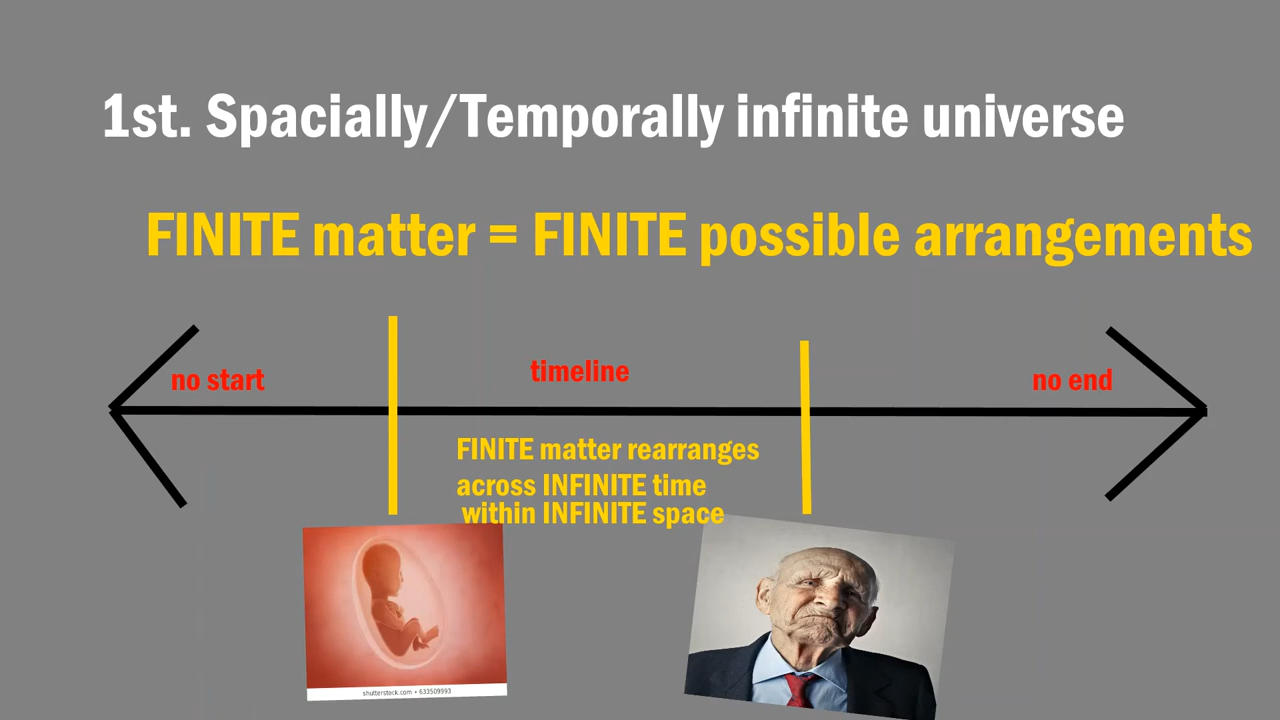 1st. Spacially/Temporally infinite universe
FINITE matter = FINITE possible arrangements
no start
timeline
no end
FINITE matter rearranges
across INFINITE time
within INFINITE space
shutterstock.com • 633509993